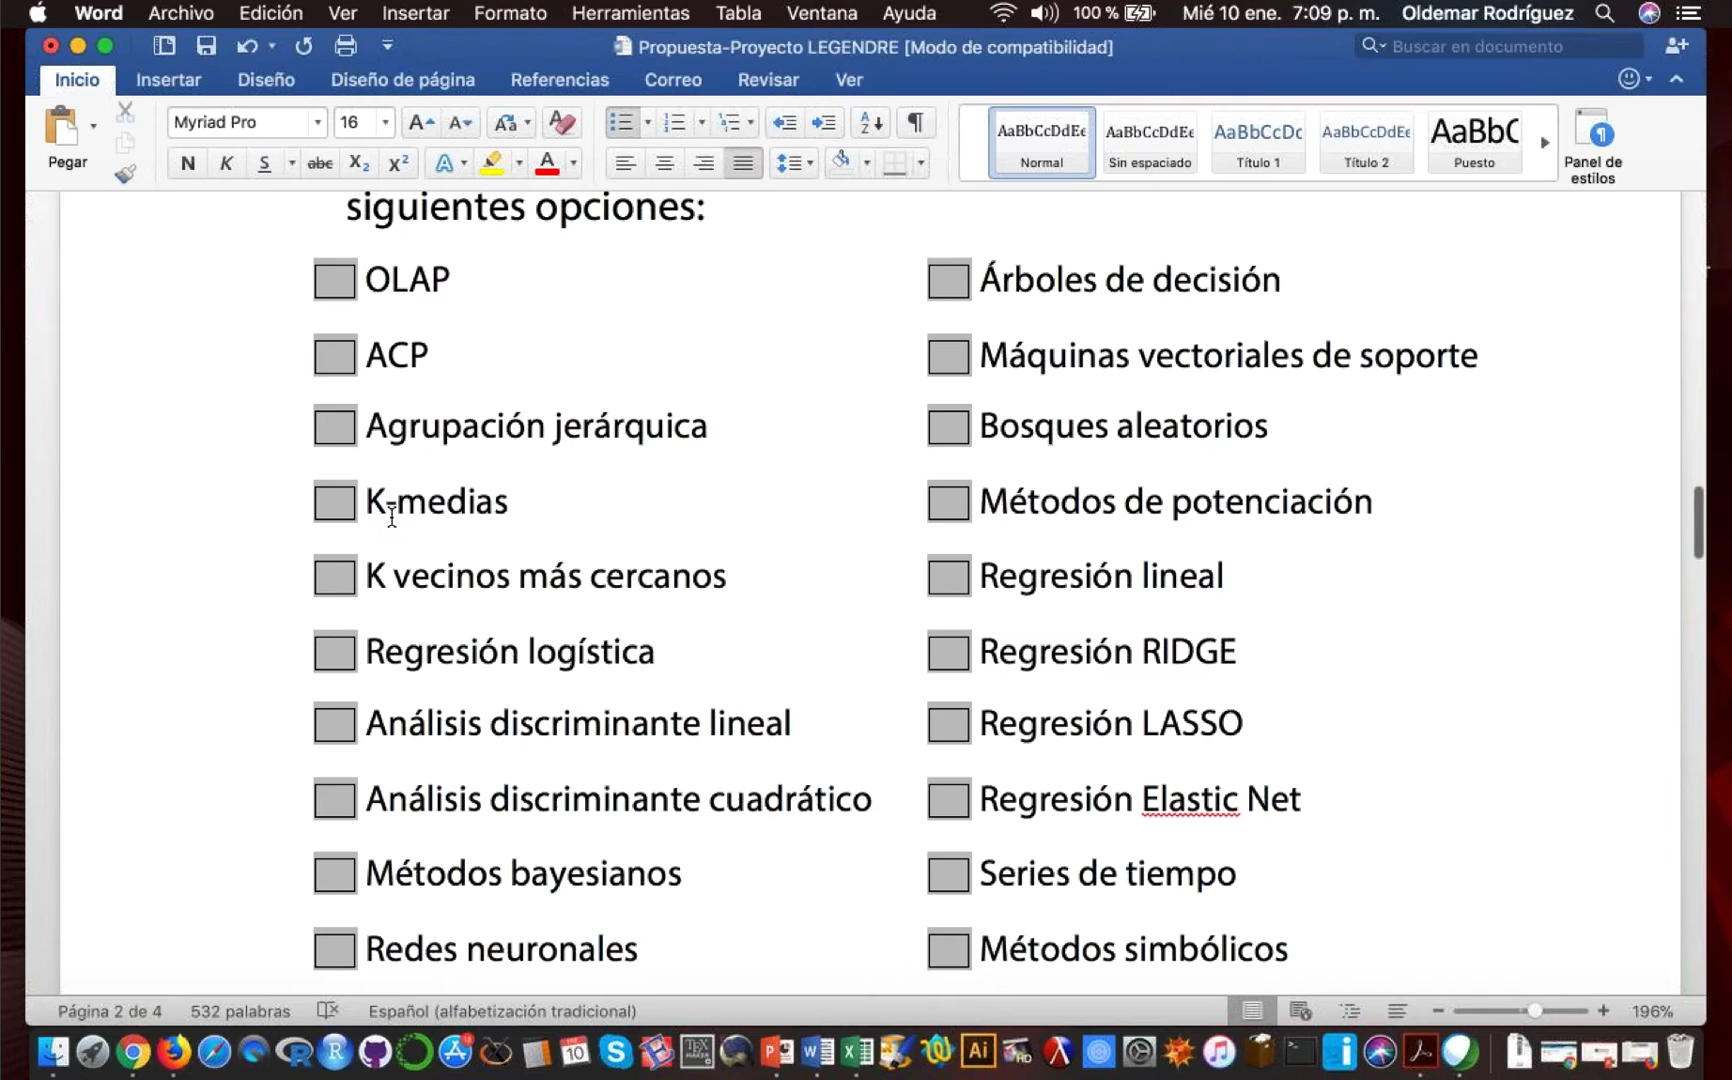 Word Archivo Edición Ver Insertar Formato Herramientas Tabla Ventana Ayuda 100 % Mié 10 ene. 7:09 p. m. Oldemar Rodríguez
Propuesta-Proyecto LEGENDRE [Modo de compatibilidad] Buscar en documento
Inicio Insertar Diseño Diseño de página Referencias Correo Revisar Ver
Myriad Pro 16 A A Aa A
AaBbCcDdEe AaBbCcDdEe AaBbCcDc AaBbCcDdEe AaBbC
Pegar N K S abc X₂ X² A A Normal Sin espaciado Título 1 Título 2 Puesto Panel de estilos
siguientes opciones:
OLAP
Árboles de decisión
ACP
Máquinas vectoriales de soporte
Agrupación jerárquica
Bosques aleatorios
K-medias
Métodos de potenciación
K vecinos más cercanos
Regresión lineal
Regresión logística
Regresión RIDGE
Análisis discriminante lineal
Regresión LASSO
Análisis discriminante cuadrático
Regresión Elastic Net
Métodos bayesianos
Series de tiempo
Redes neuronales
Métodos simbólicos
Página 2 de 4 532 palabras Español (alfabetización tradicional) 196%